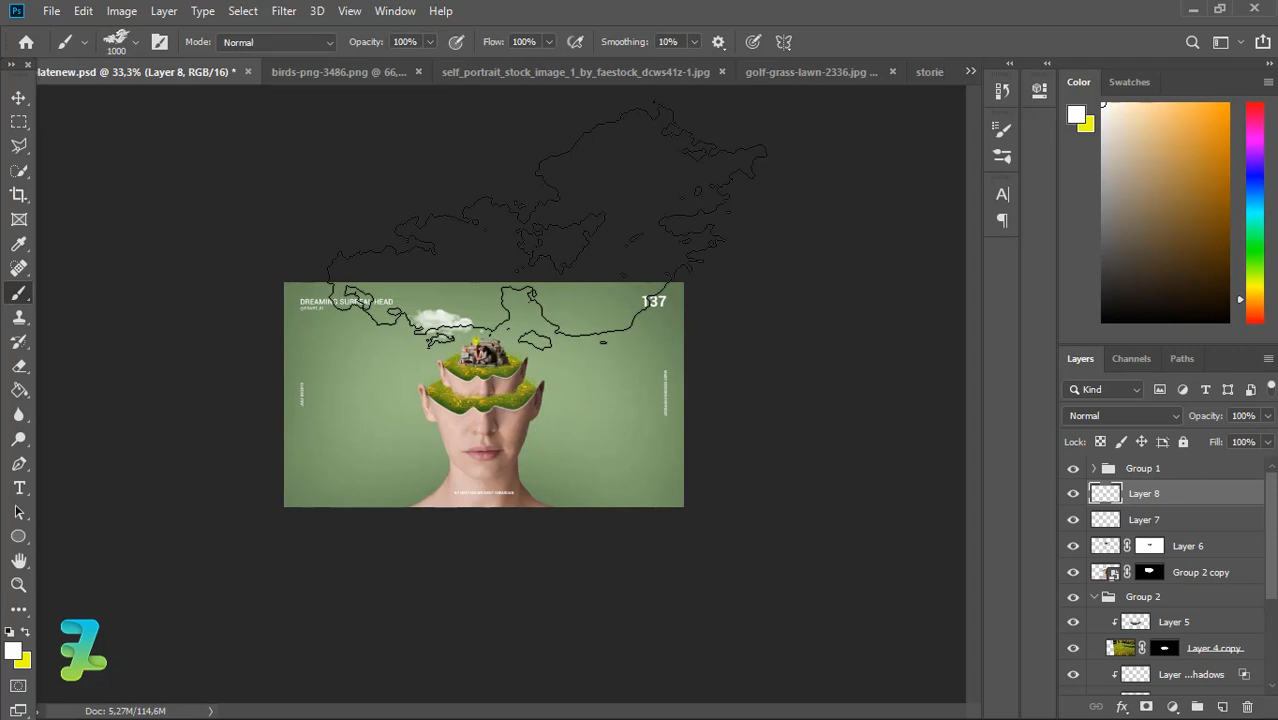 File Edit Image Layer Type Select Filter 3D View Window Help
1000 Mode: Normal Opacity: 100% Flow: 100% Smoothing: 10%
latenew.psd @ 33,3% (Layer 8, RGB/16) * × birds-png-3486.png @ 66,... × self_portrait_stock_image_1_by_faestock_dcws41z-1.jpg × golf-grass-lawn-2336.jpg ... × storie
Color Swatches
DREAMING SURREAL HEAD
137
Layers Channels Paths
Kind
Normal Opacity: 100%
Lock: Fill: 100%
Group 1
Layer 8
Layer 7
Layer 6
Group 2 copy
Group 2
Layer 5
Layer 4 copy
Layer ...hadows
Doc: 5,27M/114,6M